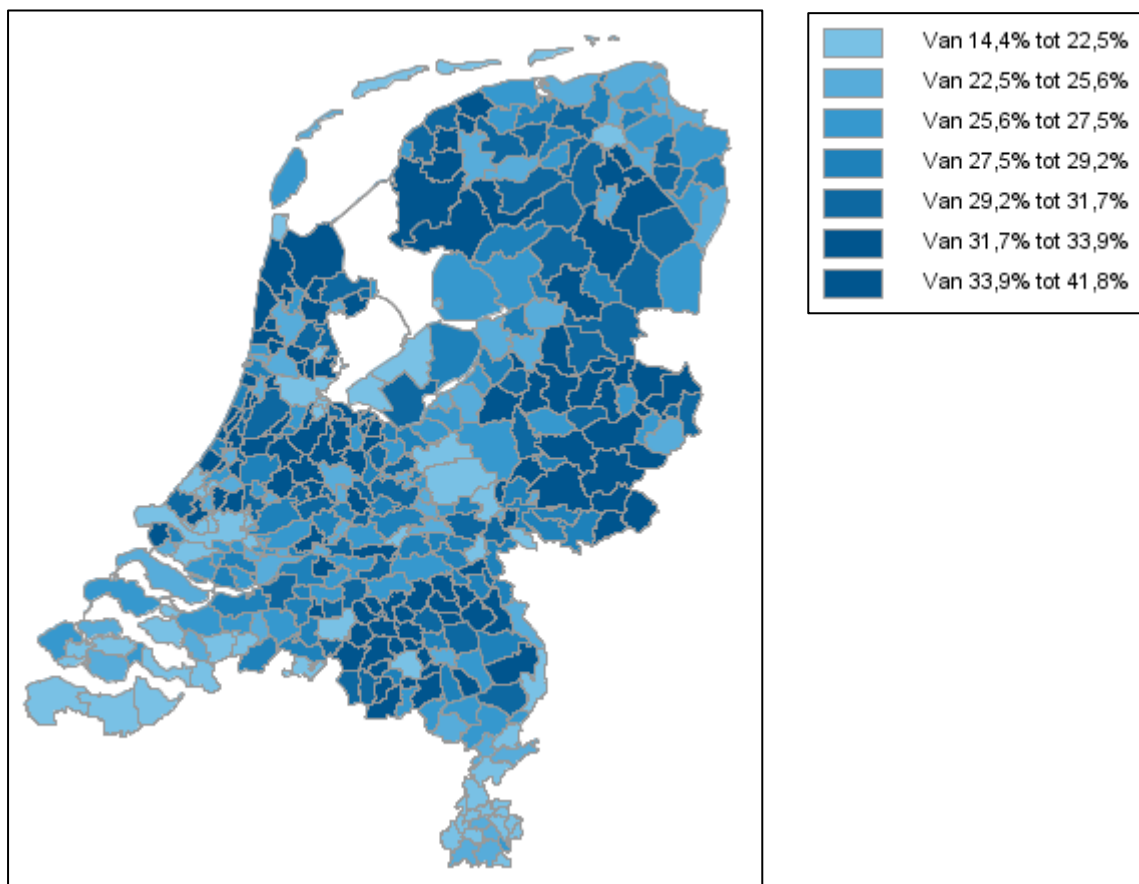 Van 14,4% tot 22,5%
Van 22,5% tot 25,6%
Van 25,6% tot 27,5%
Van 27,5% tot 29,2%
Van 29,2% tot 31,7%
Van 31,7% tot 33,9%
Van 33,9% tot 41,8%